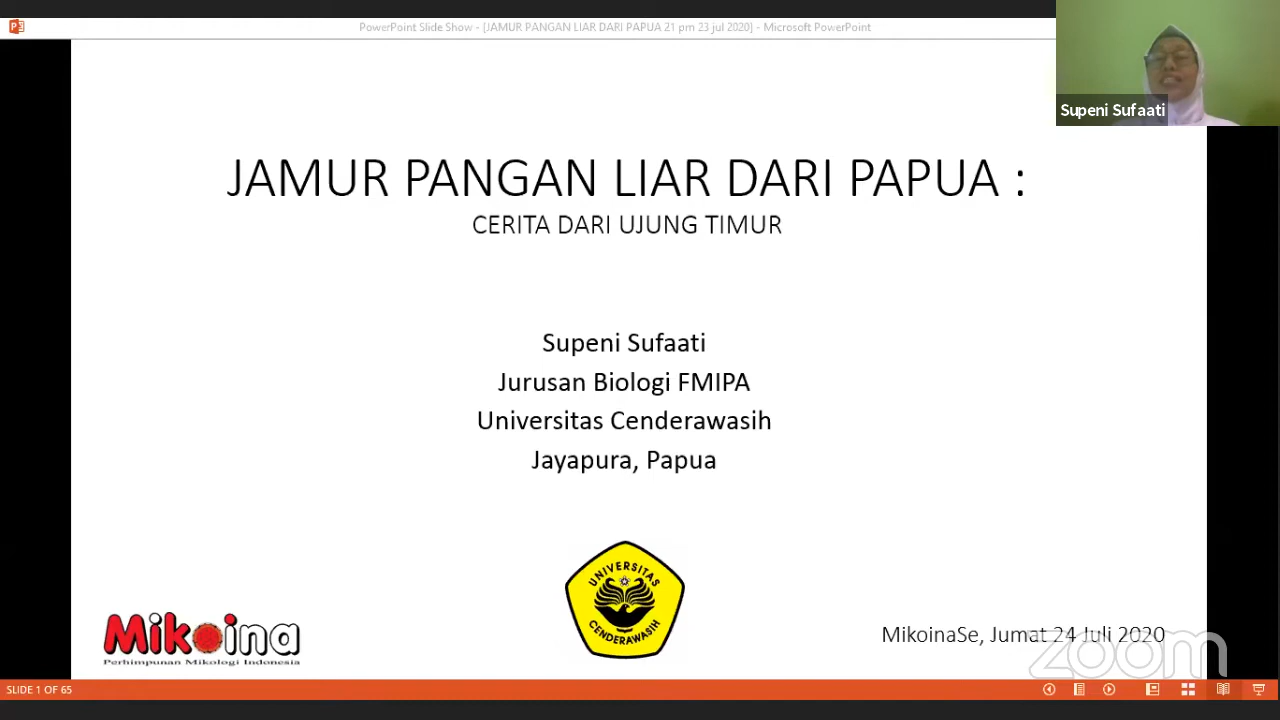 PowerPoint Slide Show - [JAMUR PANGAN LIAR DARI PAPUA 21 pm 23 jul 2020] - Microsoft PowerPoint
Supeni Sufaati
JAMUR PANGAN LIAR DARI PAPUA :
CERITA DARI UJUNG TIMUR
Supeni Sufaati
Jurusan Biologi FMIPA
Universitas Cenderawasih
Jayapura, Papua
UNIVERSITAS
CENDERAWASIH
Mikoina
Perhimpunan Mikologi Indonesia
MikoinaSe, Jumat 24 Juli 2020
zoom
SLIDE 1 OF 65